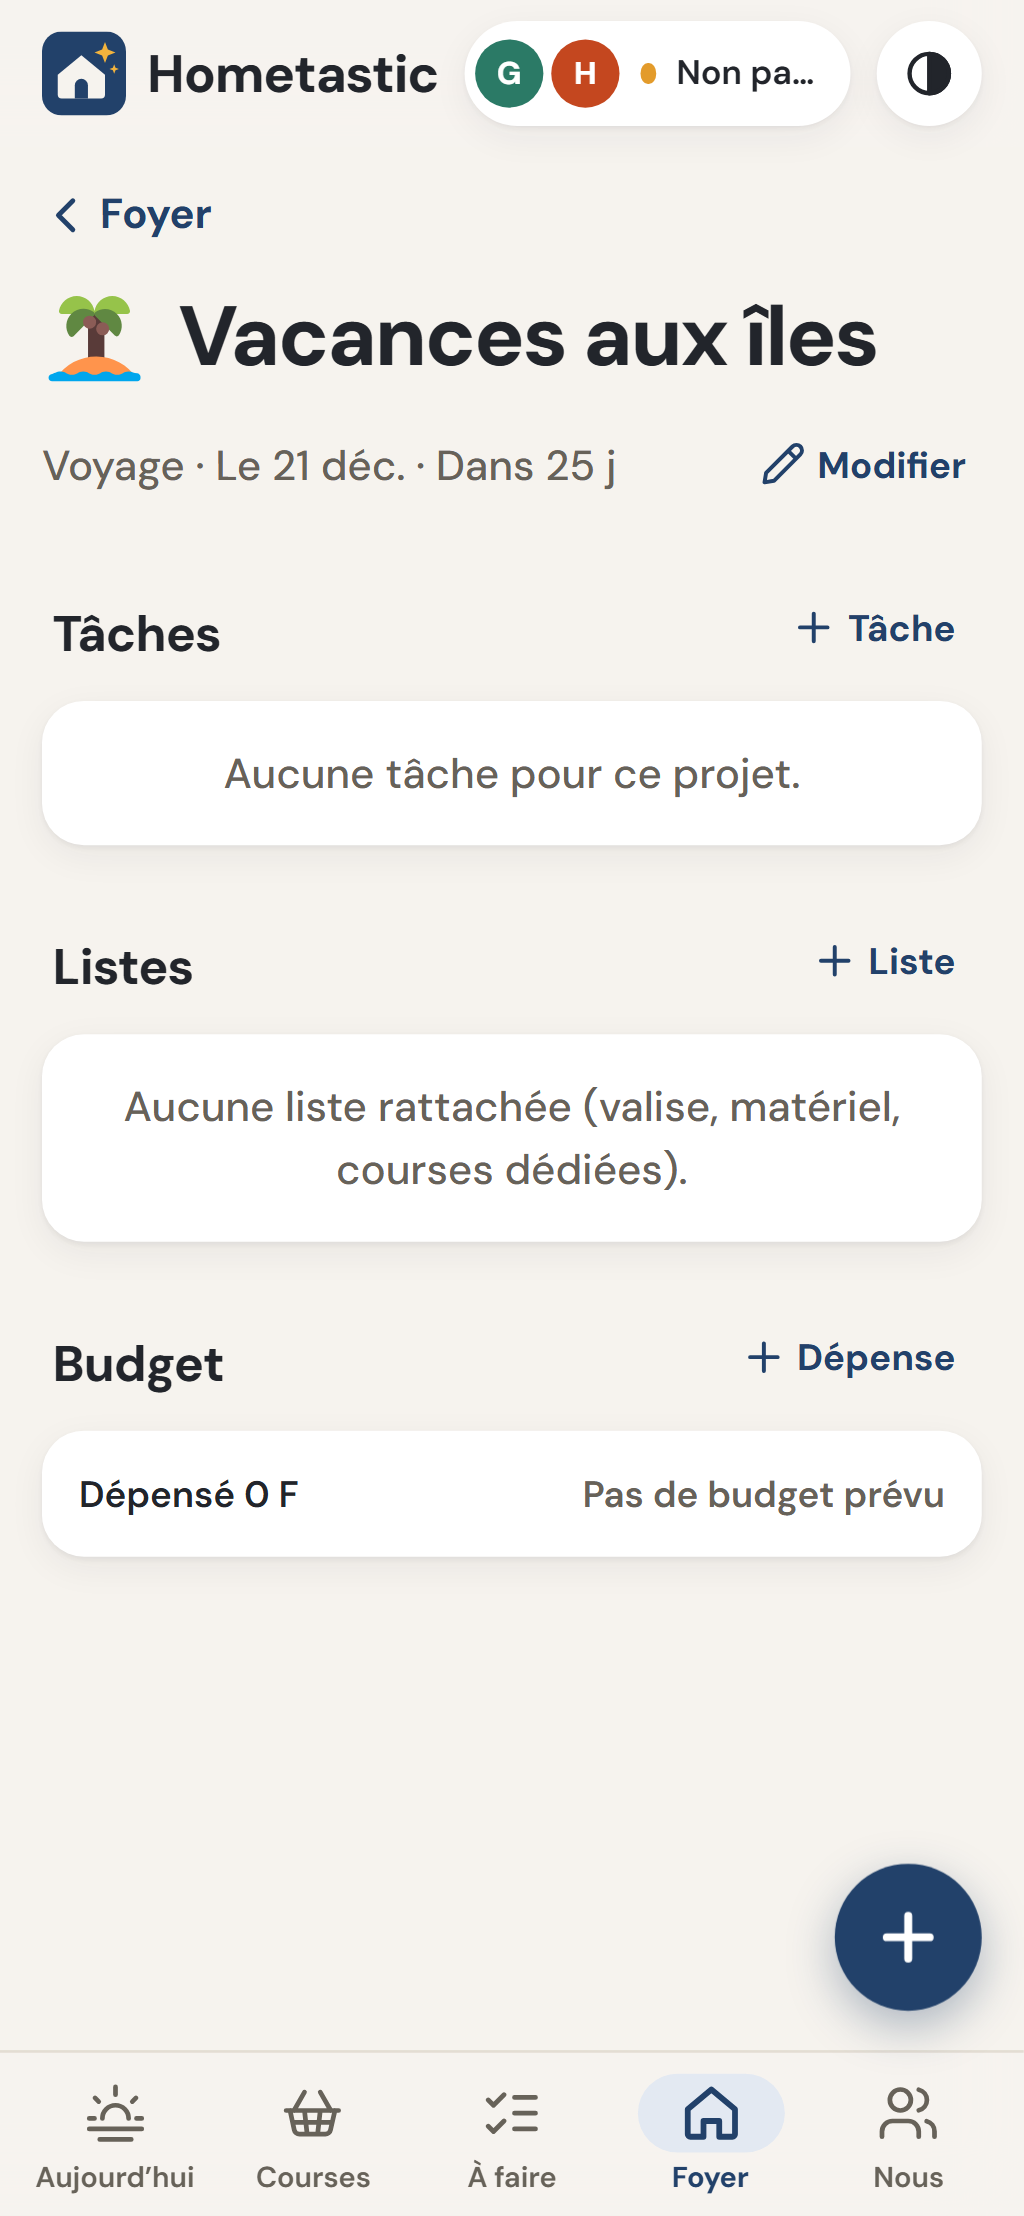 Hometastic
G H Non pa...
Foyer
Vacances aux îles
Voyage · Le 21 déc. · Dans 25 j
Modifier
Tâches
Tâche
Aucune tâche pour ce projet.
Listes
Liste
Aucune liste rattachée (valise, matériel,
courses dédiées).
Budget
Dépense
Dépensé 0 F
Pas de budget prévu
Aujourd’hui
Courses
À faire
Foyer
Nous